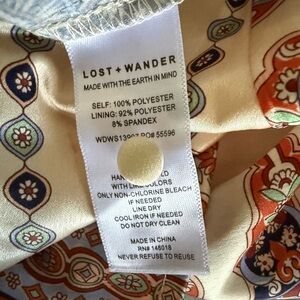 LOST + WANDER
MADE WITH THE EARTH IN MIND
SELF: 100% POLYESTER
LINING: 92% POLYESTER
8% SPANDEX
PO# 55596
WITH COLORS
ONLY NON-CHLORINE BLEACH
IF NEEDED
LINE DRY
COOL IRON IF NEEDED
DO NOT DRY CLEAN
MADE IN CHINA
RN# 146018
NEVER REFUSE TO REUSE